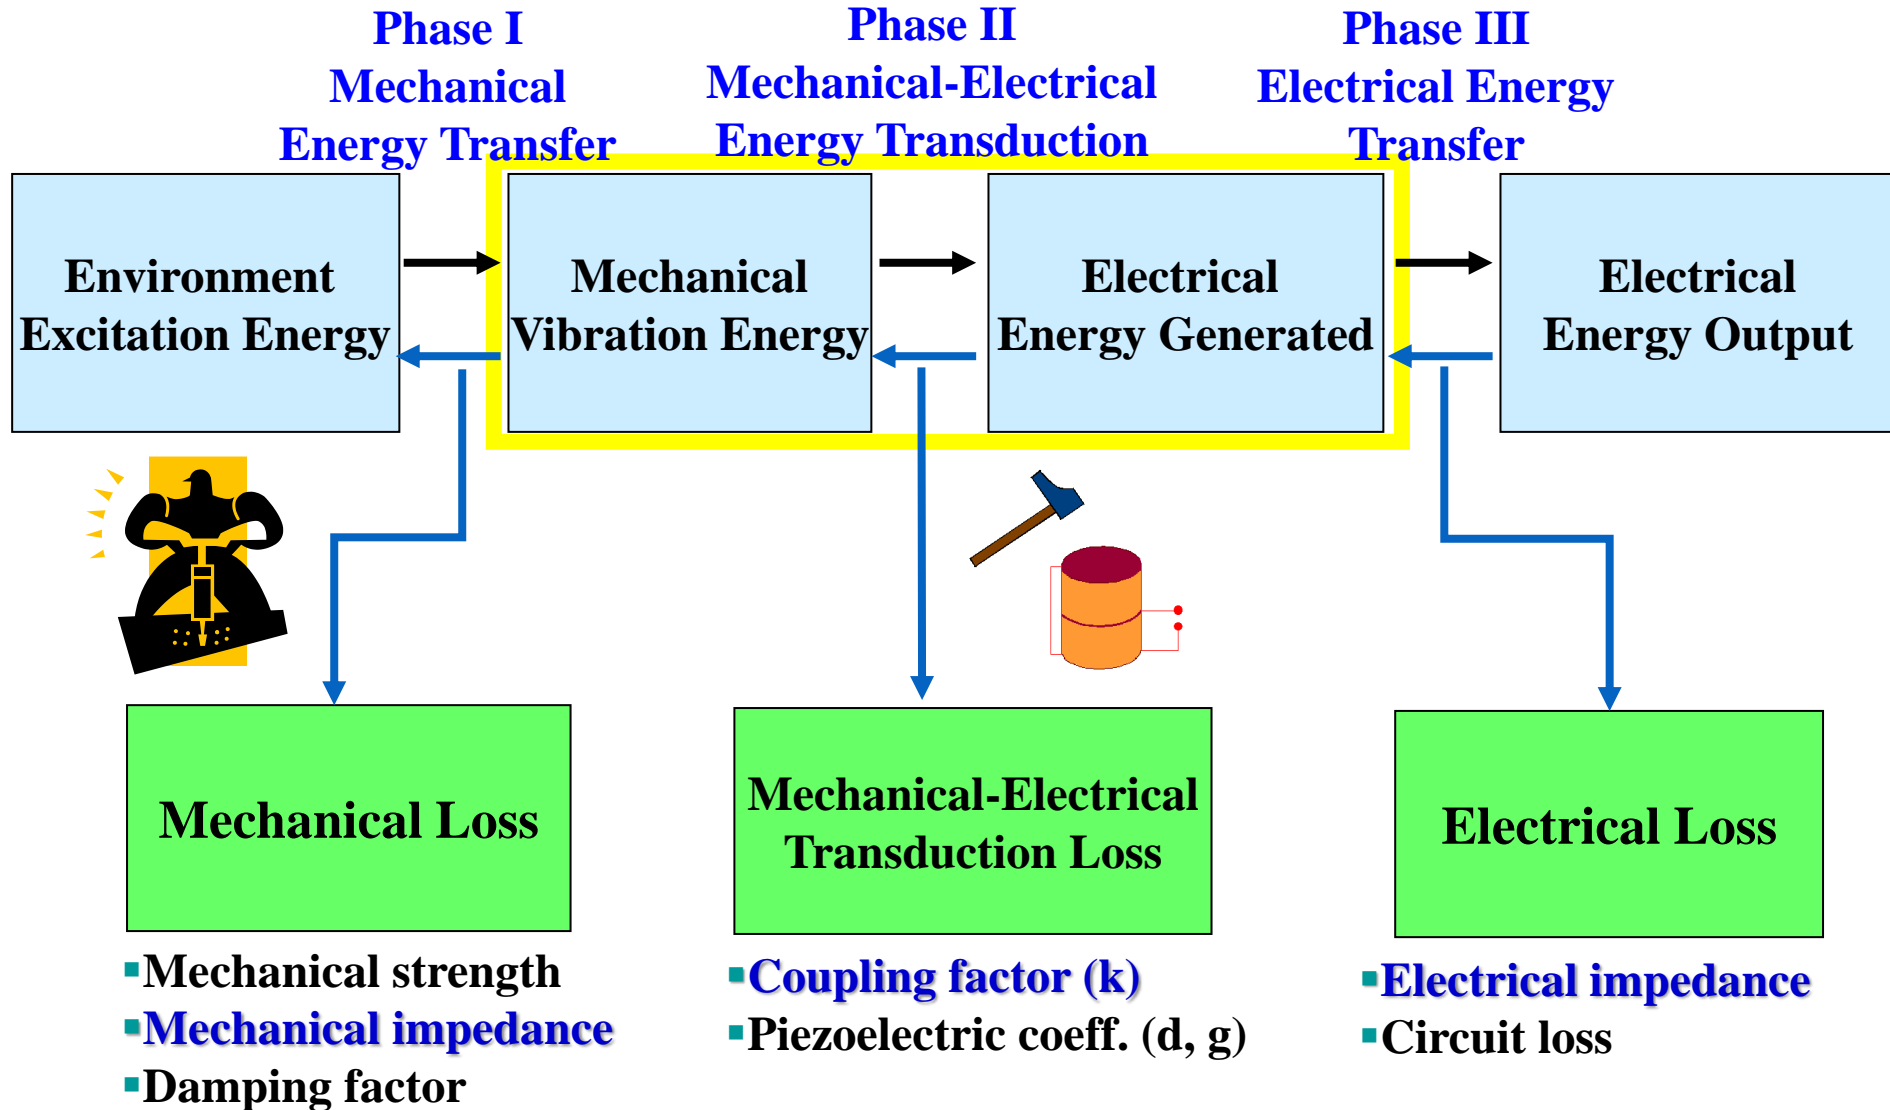 Phase I
Mechanical
Energy Transfer
Phase II
Mechanical-Electrical
Energy Transduction
Phase III
Electrical Energy
Transfer
Environment
Excitation Energy
Mechanical
Vibration Energy
Electrical
Energy Generated
Electrical
Energy Output
Mechanical Loss
Mechanical-Electrical
Transduction Loss
Electrical Loss
▪Mechanical strength
▪Mechanical impedance
▪Damping factor
▪Coupling factor (k)
▪Piezoelectric coeff. (d, g)
▪Electrical impedance
▪Circuit loss